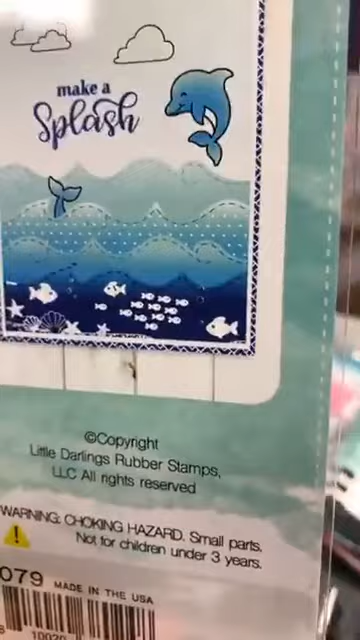 make a
Splash
©Copyright
Little Darlings Rubber Stamps,
LLC All rights reserved
WARNING: CHOKING HAZARD. Small parts.
Not for children under 3 years.
079 MADE IN THE USA